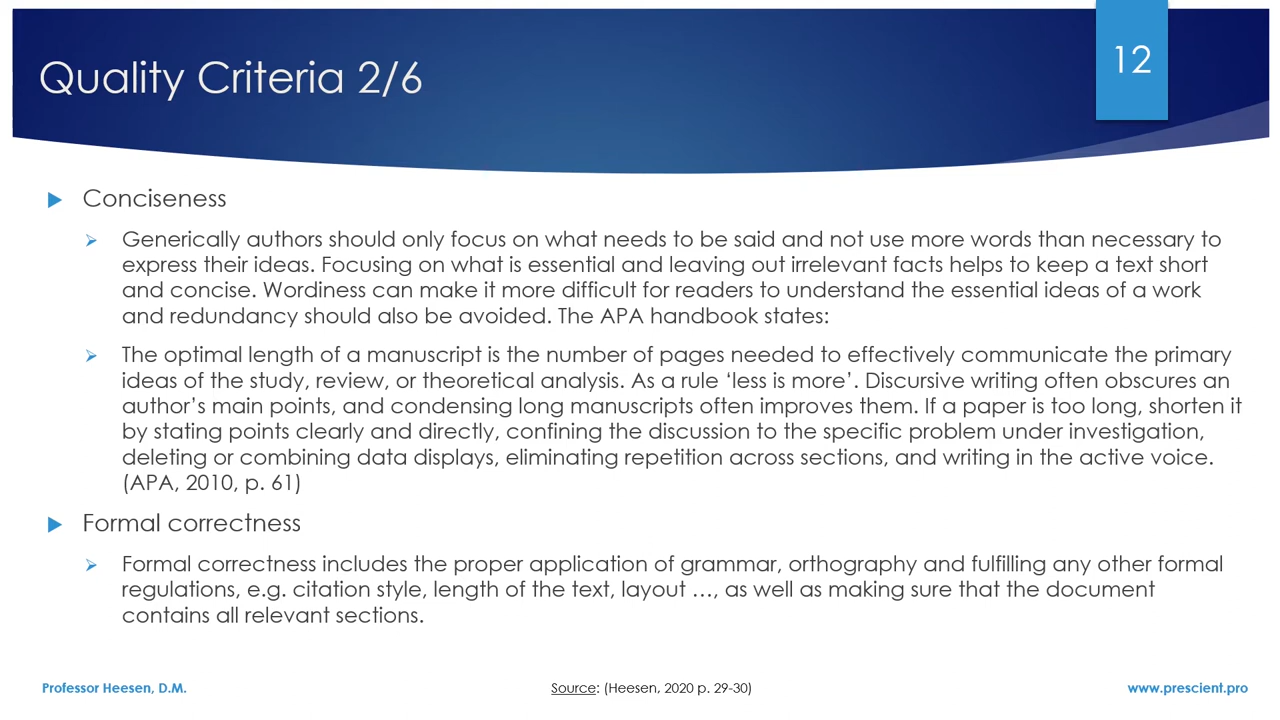 12
Quality Criteria 2/6
Conciseness
Generically authors should only focus on what needs to be said and not use more words than necessary to
express their ideas. Focusing on what is essential and leaving out irrelevant facts helps to keep a text short
and concise. Wordiness can make it more difficult for readers to understand the essential ideas of a work
and redundancy should also be avoided. The APA handbook states:
The optimal length of a manuscript is the number of pages needed to effectively communicate the primary
ideas of the study, review, or theoretical analysis. As a rule ‘less is more’. Discursive writing often obscures an
author’s main points, and condensing long manuscripts often improves them. If a paper is too long, shorten it
by stating points clearly and directly, confining the discussion to the specific problem under investigation,
deleting or combining data displays, eliminating repetition across sections, and writing in the active voice.
(APA, 2010, p. 61)
Formal correctness
Formal correctness includes the proper application of grammar, orthography and fulfilling any other formal
regulations, e.g. citation style, length of the text, layout …, as well as making sure that the document
contains all relevant sections.
Professor Heesen, D.M.
Source: (Heesen, 2020 p. 29-30)
www.prescient.pro